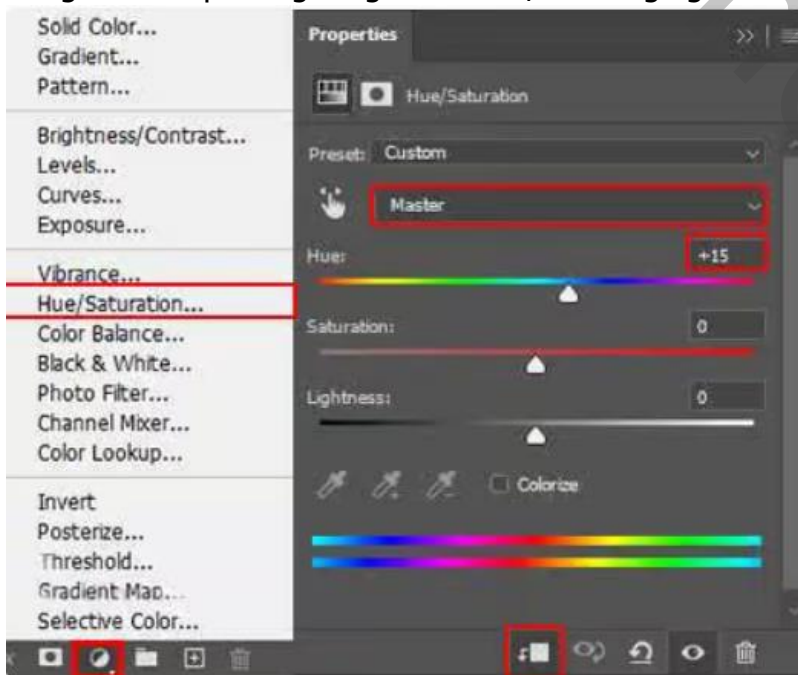 Solid Color...
Gradient...
Pattern...
Brightness/Contrast...
Levels...
Curves...
Exposure...
Vibrance...
Hue/Saturation...
Color Balance...
Black & White...
Photo Filter...
Channel Mixer...
Color Lookup...
Invert
Posterize...
Threshold...
Gradient Map...
Selective Color...
Properties
Hue/Saturation
Preset: Custom
Master
Hue: +15
Saturation: 0
Lightness: 0
Colorize